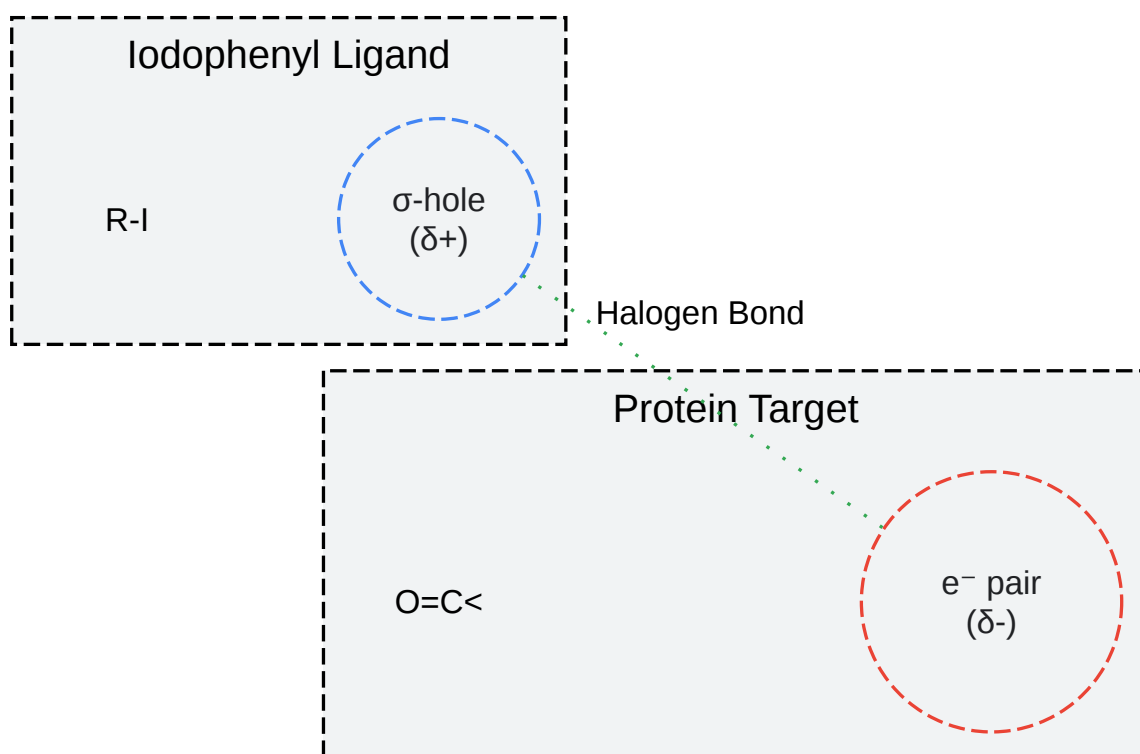 Iodophenyl Ligand
R-I
σ-hole
(δ+)
Halogen Bond
Protein Target
O=C<
e⁻ pair
(δ-)